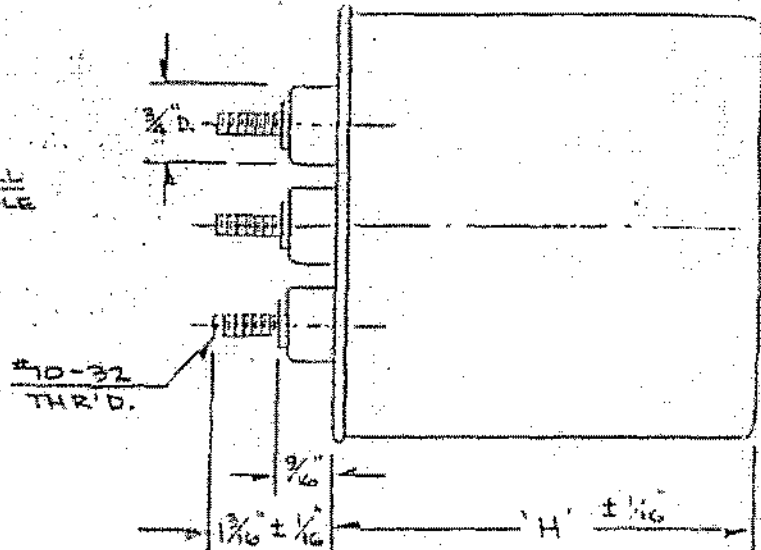 3/4" D.
#10-32
THR'D.
9/16"
1 3/16" ± 1/16"
'H' ± 1/16"